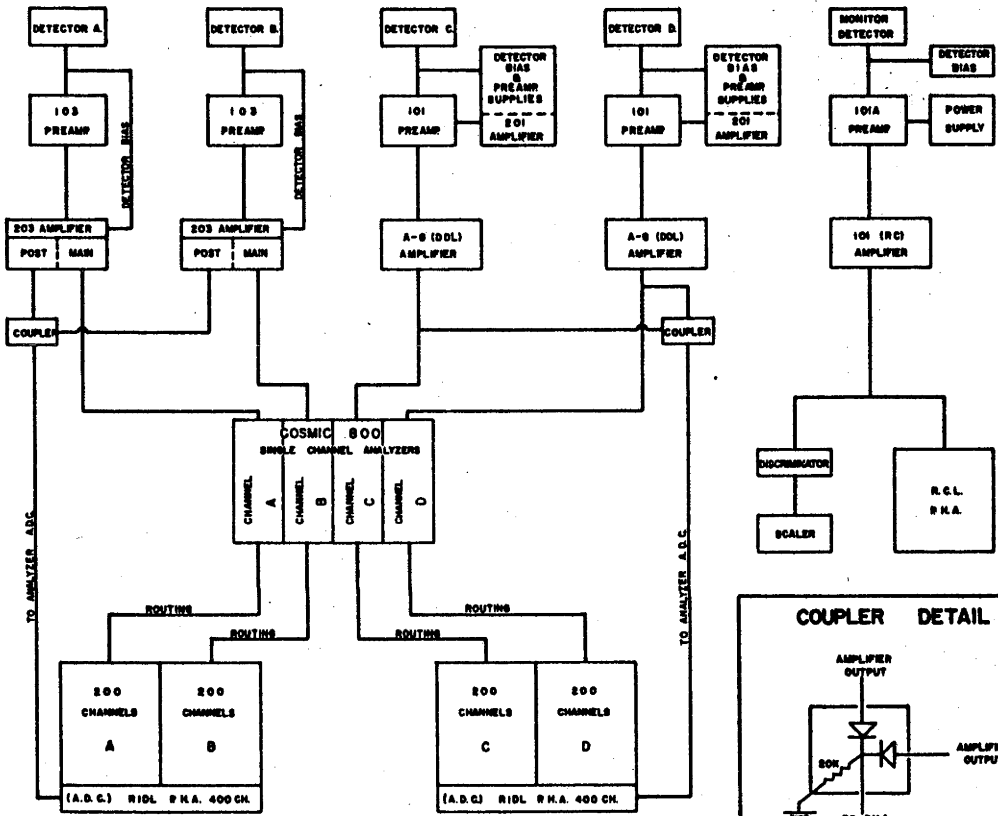 DETECTOR A.
DETECTOR B.
DETECTOR C.
DETECTOR D.
MONITOR
DETECTOR
DETECTOR
BIAS
DETECTOR
BIAS
&
PREAMP.
SUPPLIES
201
AMPLIFIER
DETECTOR
BIAS
&
PREAMP.
SUPPLIES
201
AMPLIFIER
103
PREAMP.
DETECTOR BIAS
103
PREAMP.
DETECTOR BIAS
101
PREAMP.
101
PREAMP.
101A
PREAMP.
POWER
SUPPLY
203 AMPLIFIER
POST
MAIN
203 AMPLIFIER
POST
MAIN
A-8 (DDL)
AMPLIFIER
A-8 (DDL)
AMPLIFIER
101 (RC)
AMPLIFIER
COUPLER
COUPLER
COSMIC 800
SINGLE CHANNEL ANALYZERS
CHANNEL A
CHANNEL B
CHANNEL C
CHANNEL D
DISCRIMINATOR
SCALER
R.C.L.
P.H.A.
TO ANALYZER A.D.C.
TO ANALYZER A.D.C.
ROUTING
ROUTING
ROUTING
ROUTING
200
CHANNELS
A
200
CHANNELS
B
(A.D.C.) RIDL P.H.A. 400 CH.
200
CHANNELS
C
200
CHANNELS
D
(A.D.C.) RIDL P.H.A. 400 CH.
COUPLER DETAIL
AMPLIFIER
OUTPUT
AMPLIFIE
OUTPU
20K